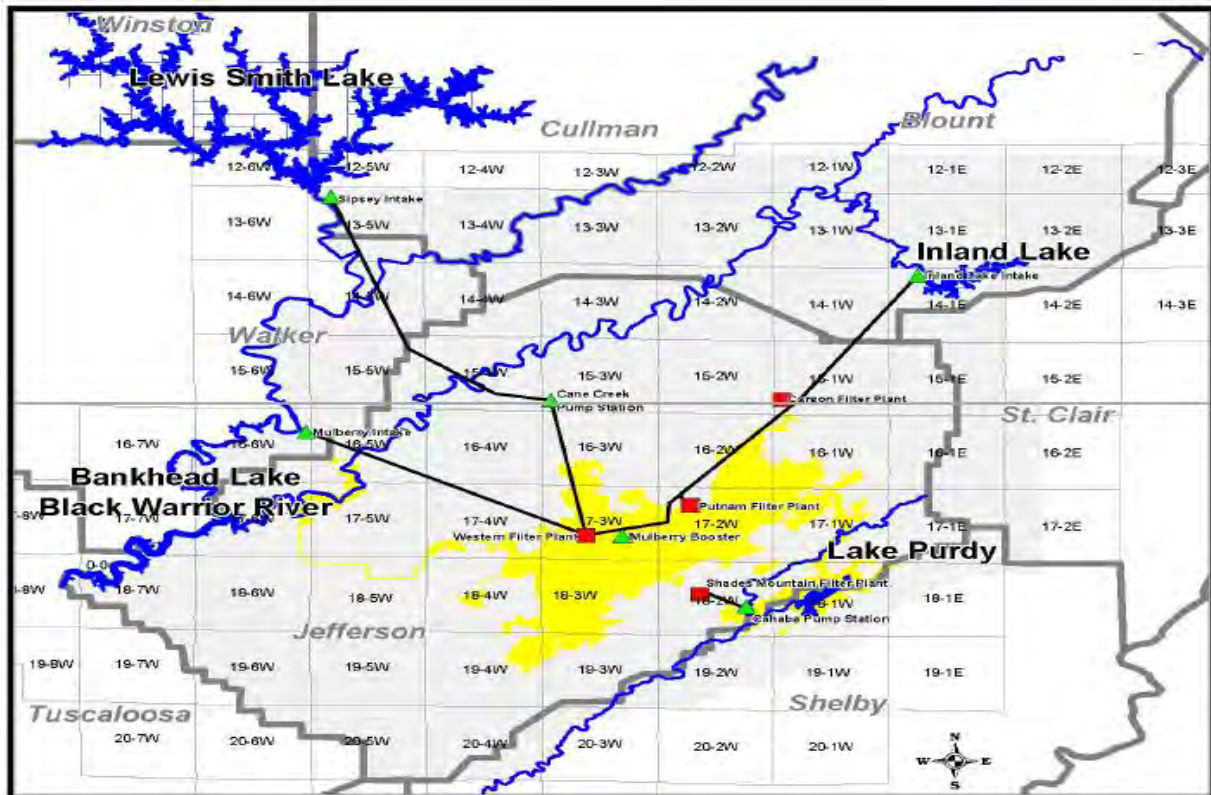 Winston
Lewis Smith Lake
Cullman
Blount
12-6W
12-5W
12-4W
12-3W
12-2W
12-1W
12-1E
12-2E
12-3E
Sipsey Intake
13-6W
13-5W
13-4W
13-3W
13-2W
13-1W
13-1E
13-2E
13-3E
Inland Lake
Inland Lake Intake
14-6W
14-4W
14-3W
14-2W
14-1W
14-1E
14-2E
14-3E
Walker
15-6W
15-5W
15-3W
15-2W
15-1W
15-1E
15-2E
Cane Creek
Pump Station
Carson Filter Plant
St. Clair
Mulberry Intake
16-7W
16-6W
16-5W
16-4W
16-3W
16-2W
16-1W
16-1E
16-2E
Bankhead Lake
Black Warrior River
Putnam Filter Plant
17-7W
17-6W
17-5W
17-4W
17-3W
17-2W
17-1W
17-1E
17-2E
Western Filter Plant
Mulberry Booster
Lake Purdy
Shades Mountain Filter Plant
18-7W
18-6W
18-5W
18-4W
18-3W
18-2W
18-1W
18-1E
Cahaba Pump Station
Jefferson
19-8W
19-7W
19-6W
19-5W
19-4W
19-3W
19-2W
19-1W
19-1E
Tuscaloosa
Shelby
20-7W
20-6W
20-5W
20-4W
20-3W
20-2W
20-1W
N
W E
S